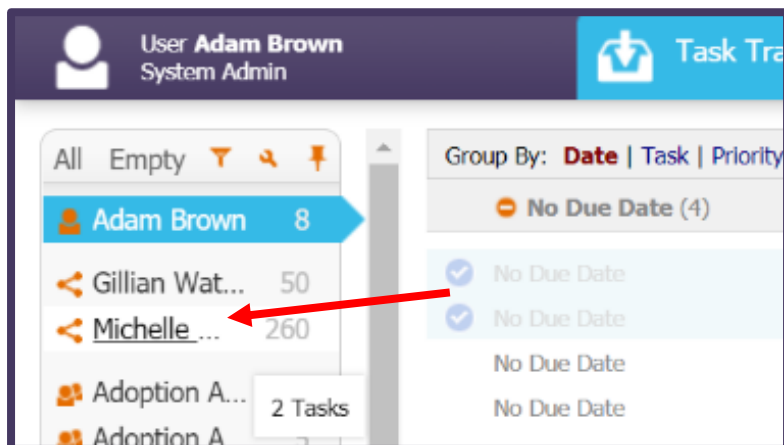 User Adam Brown
System Admin
Task Tra
All Empty
Adam Brown 8
Gillian Wat... 50
Michelle ... 260
Adoption A...
2 Tasks
Adoption A 5
Group By: Date | Task | Priority
No Due Date (4)
No Due Date
No Due Date
No Due Date
No Due Date